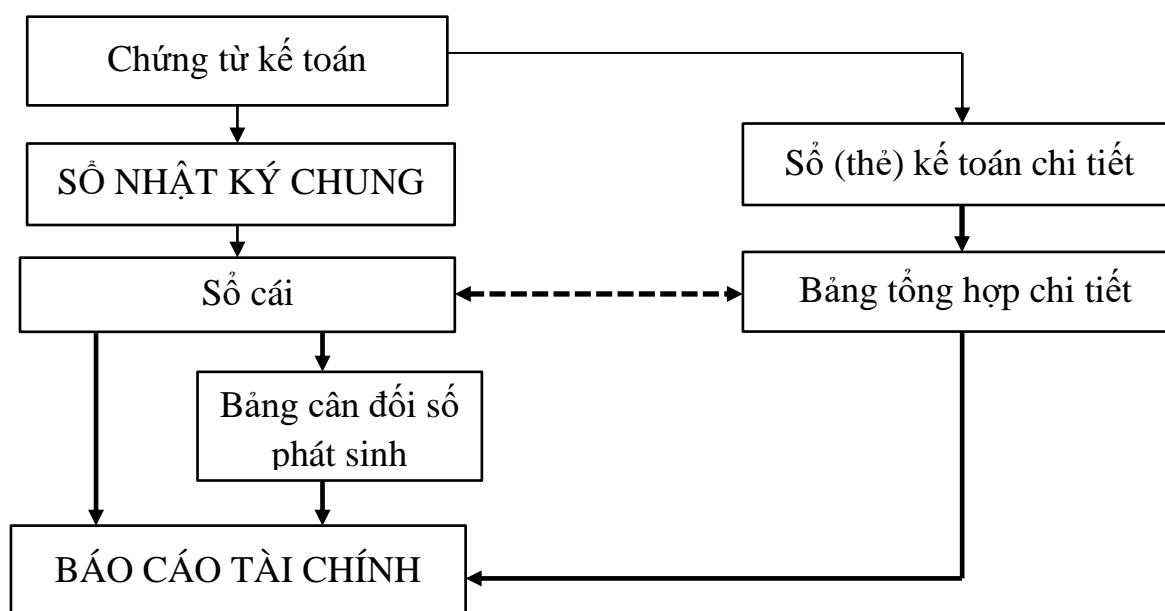 Chứng từ kế toán
SỔ NHẬT KÝ CHUNG
Sổ (thẻ) kế toán chi tiết
Sổ cái
Bảng tổng hợp chi tiết
Bảng cân đối số
phát sinh
BÁO CÁO TÀI CHÍNH